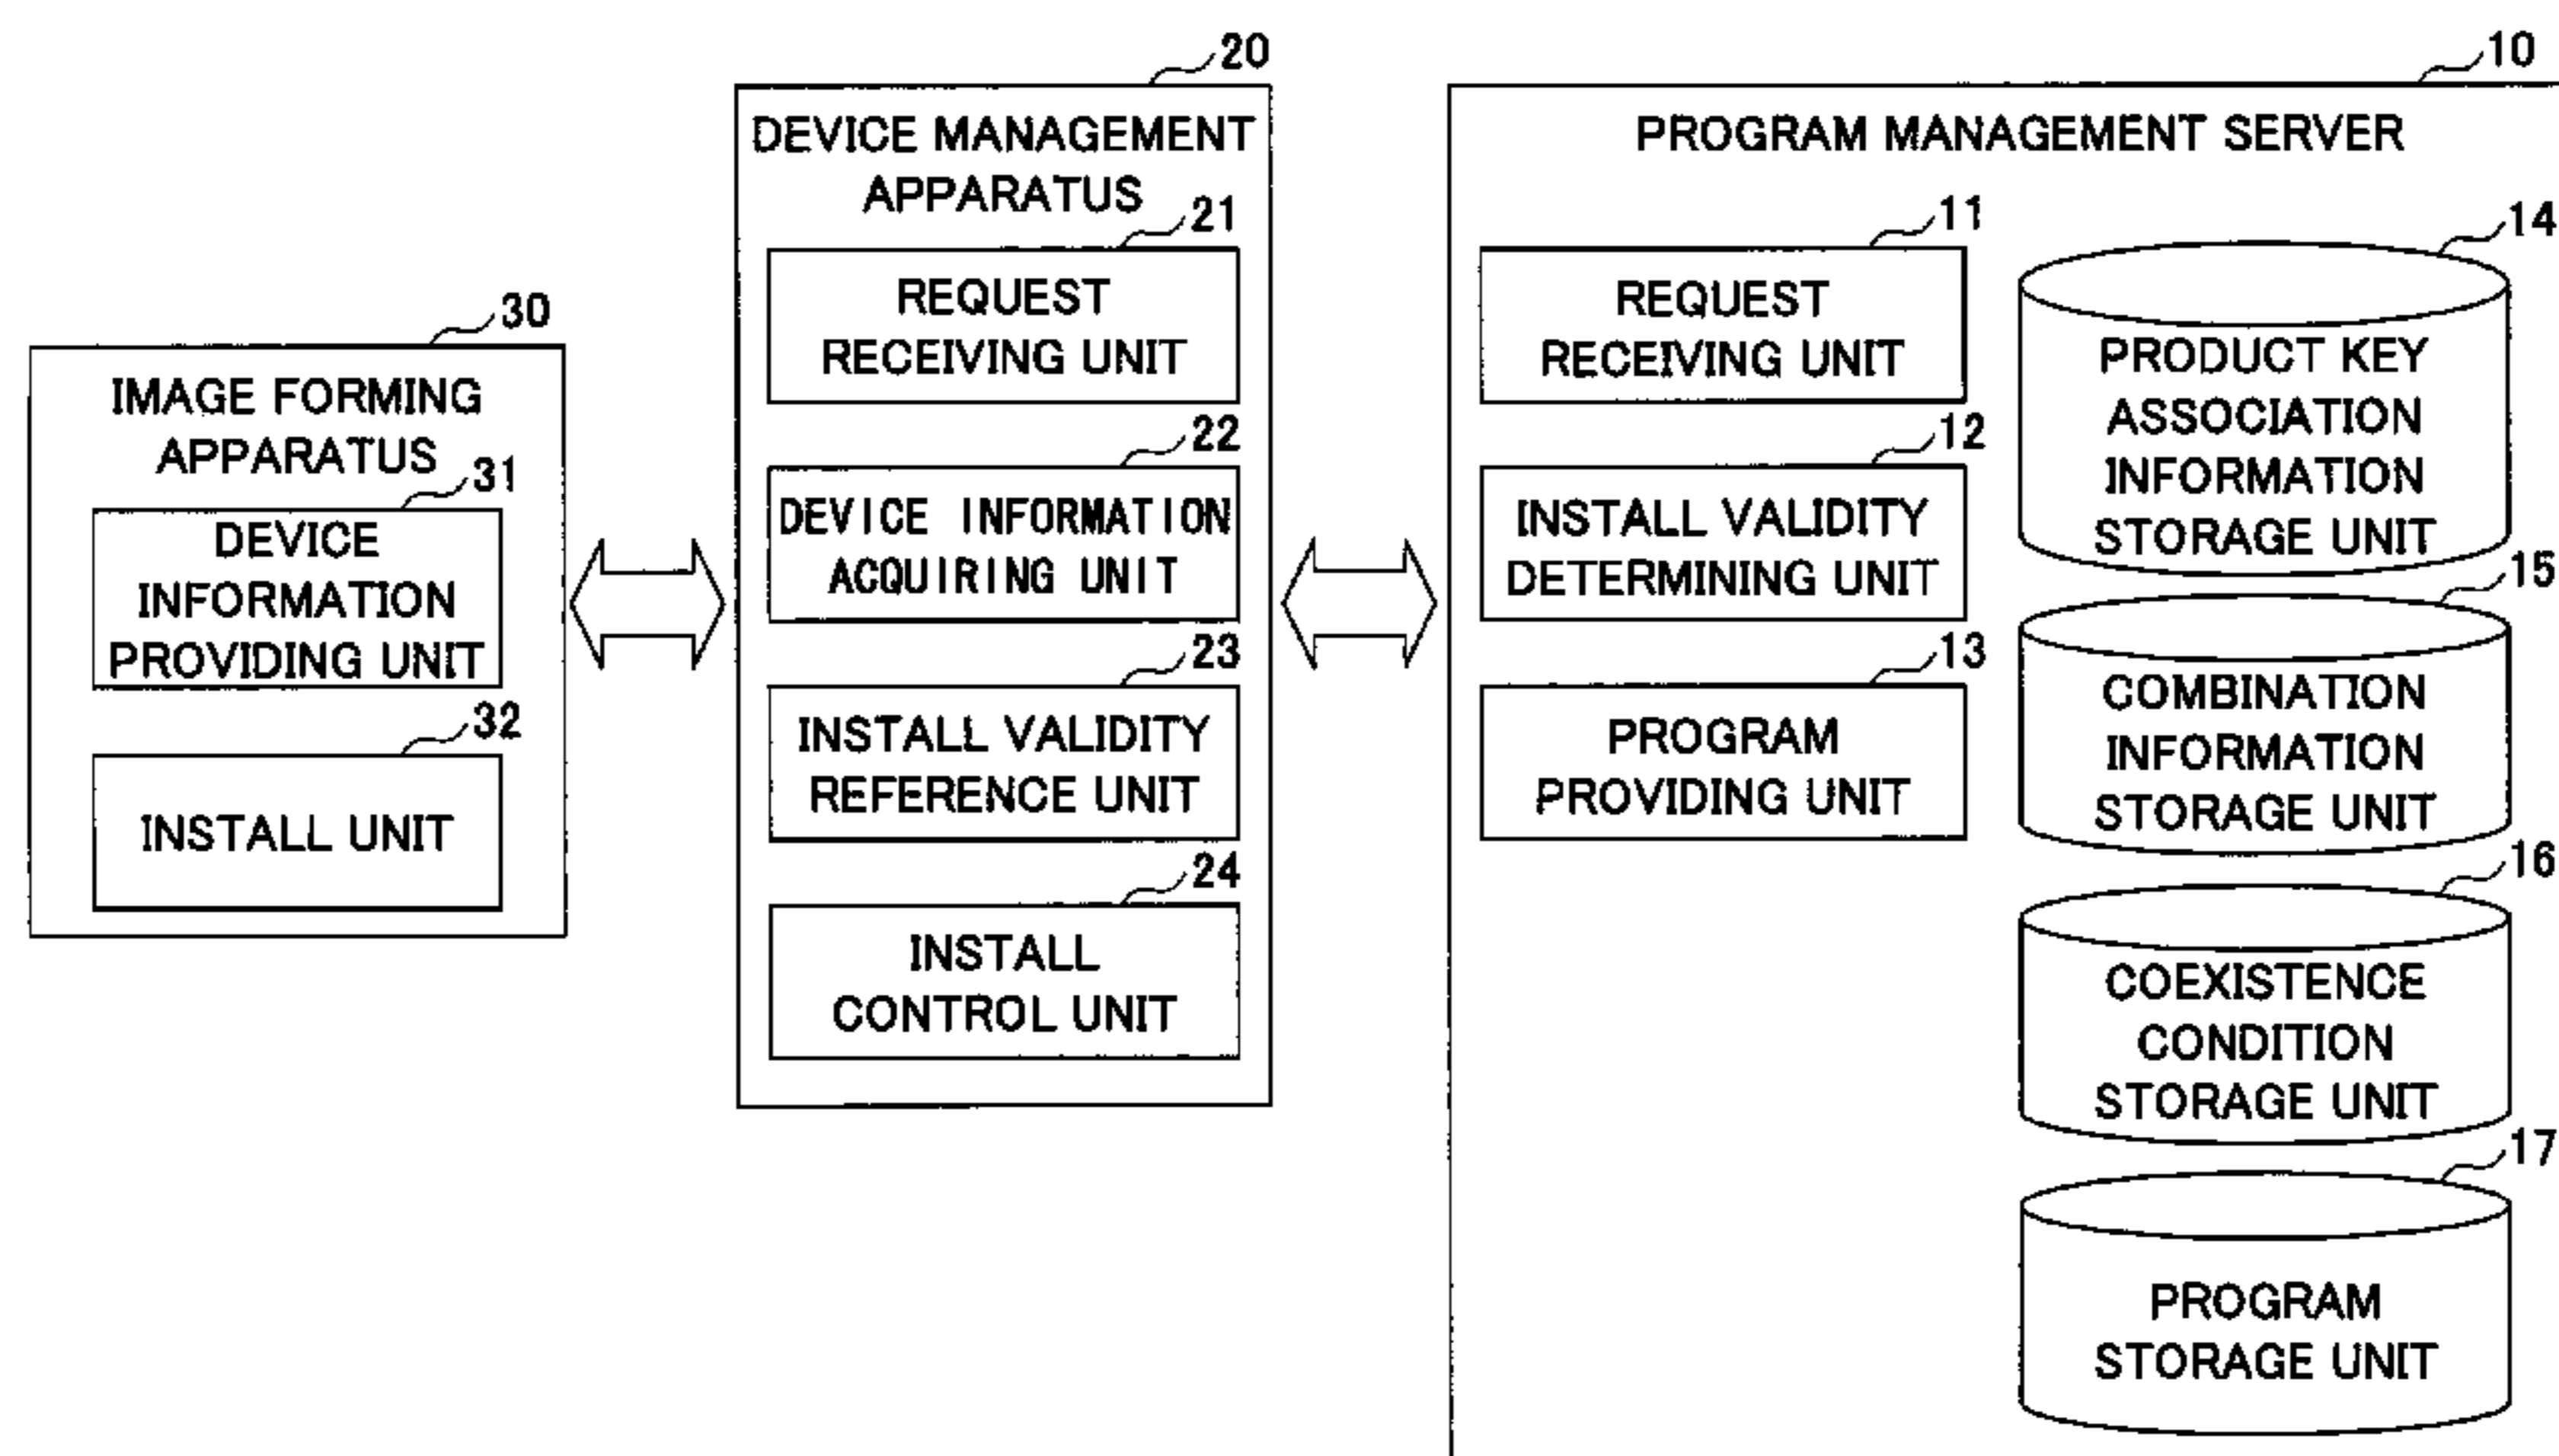 30
IMAGE FORMING
APPARATUS
31
DEVICE
INFORMATION
PROVIDING UNIT
32
INSTALL UNIT
20
DEVICE MANAGEMENT
APPARATUS
21
REQUEST
RECEIVING UNIT
22
DEVICE INFORMATION
ACQUIRING UNIT
23
INSTALL VALIDITY
REFERENCE UNIT
24
INSTALL
CONTROL UNIT
10
PROGRAM MANAGEMENT SERVER
11
REQUEST
RECEIVING UNIT
12
INSTALL VALIDITY
DETERMINING UNIT
13
PROGRAM
PROVIDING UNIT
14
PRODUCT KEY
ASSOCIATION
INFORMATION
STORAGE UNIT
15
COMBINATION
INFORMATION
STORAGE UNIT
16
COEXISTENCE
CONDITION
STORAGE UNIT
17
PROGRAM
STORAGE UNIT